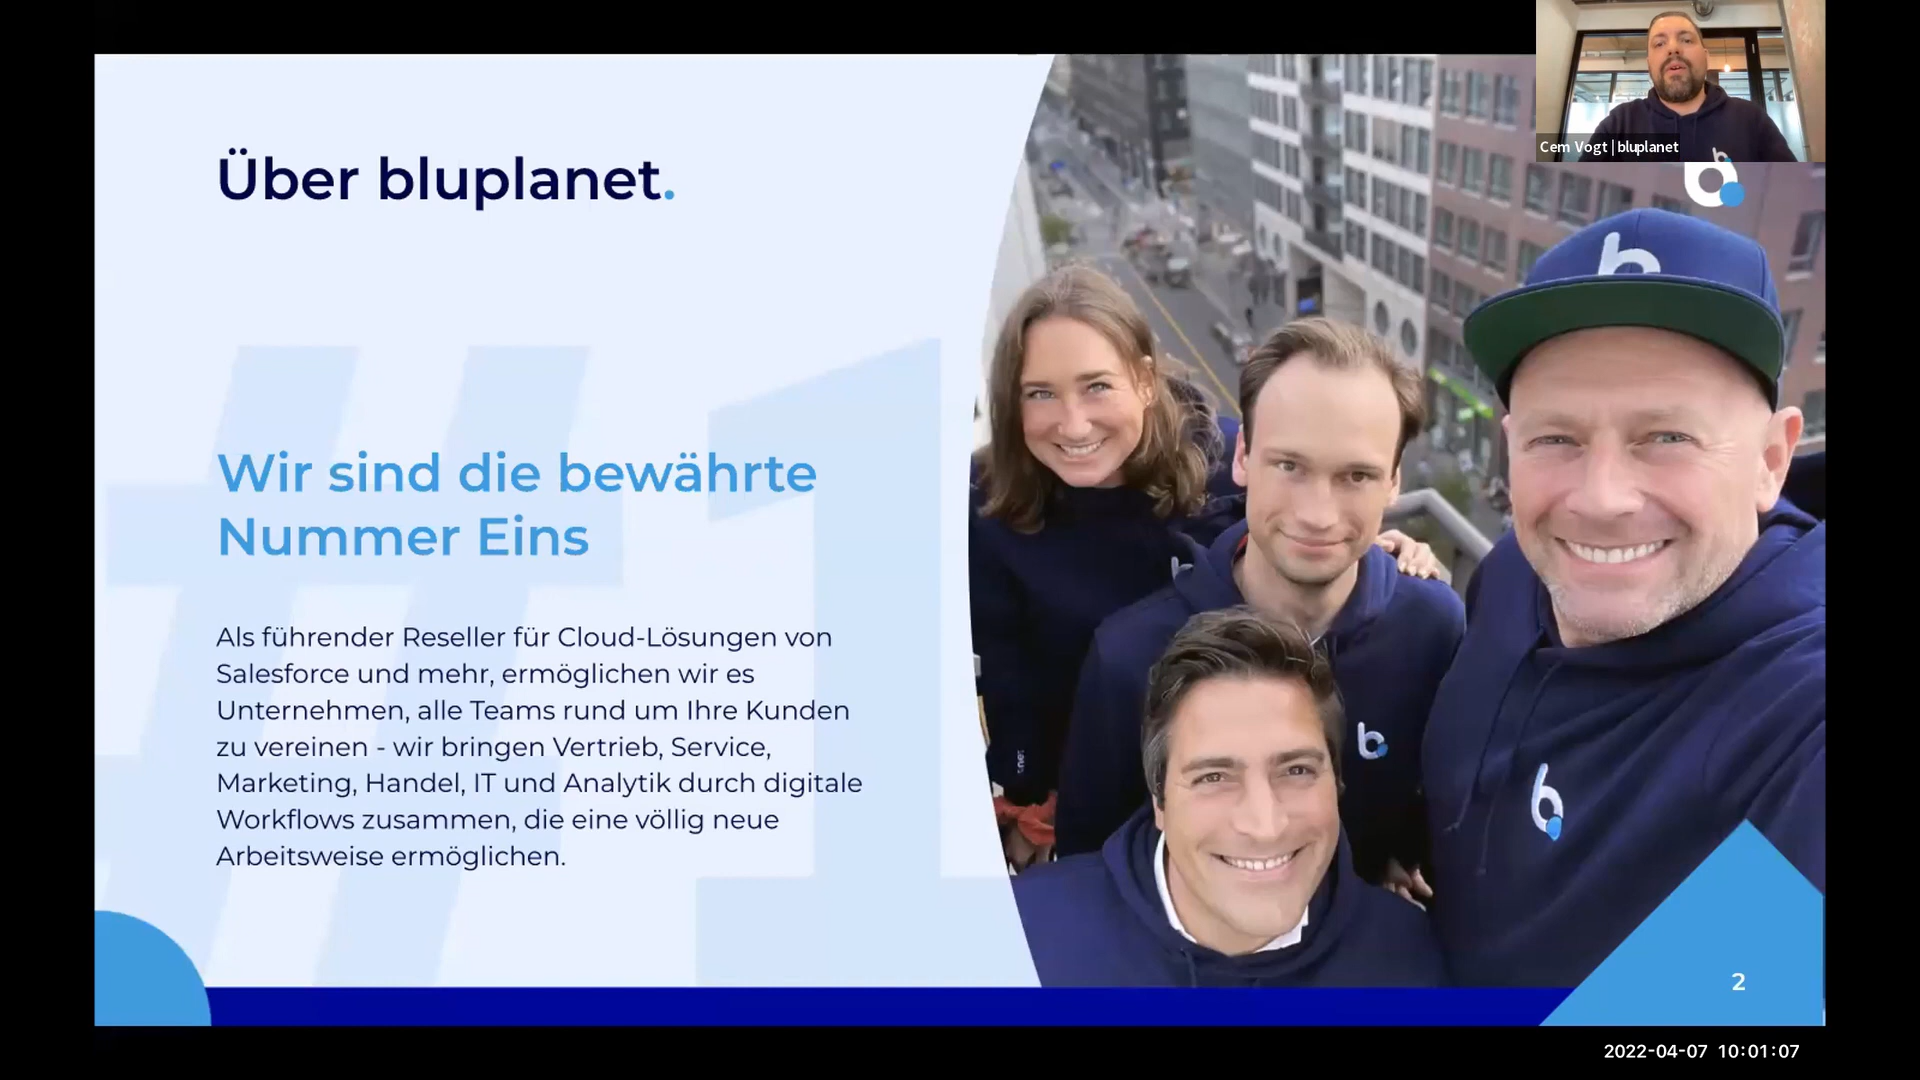 Cem Vogt | bluplanet
Über bluplanet.
#1
Wir sind die bewährte
Nummer Eins
Als führender Reseller für Cloud-Lösungen von
Salesforce und mehr, ermöglichen wir es
Unternehmen, alle Teams rund um Ihre Kunden
zu vereinen - wir bringen Vertrieb, Service,
Marketing, Handel, IT und Analytik durch digitale
Workflows zusammen, die eine völlig neue
Arbeitsweise ermöglichen.
b
b
b
b
2
2022-04-07 10:01:07